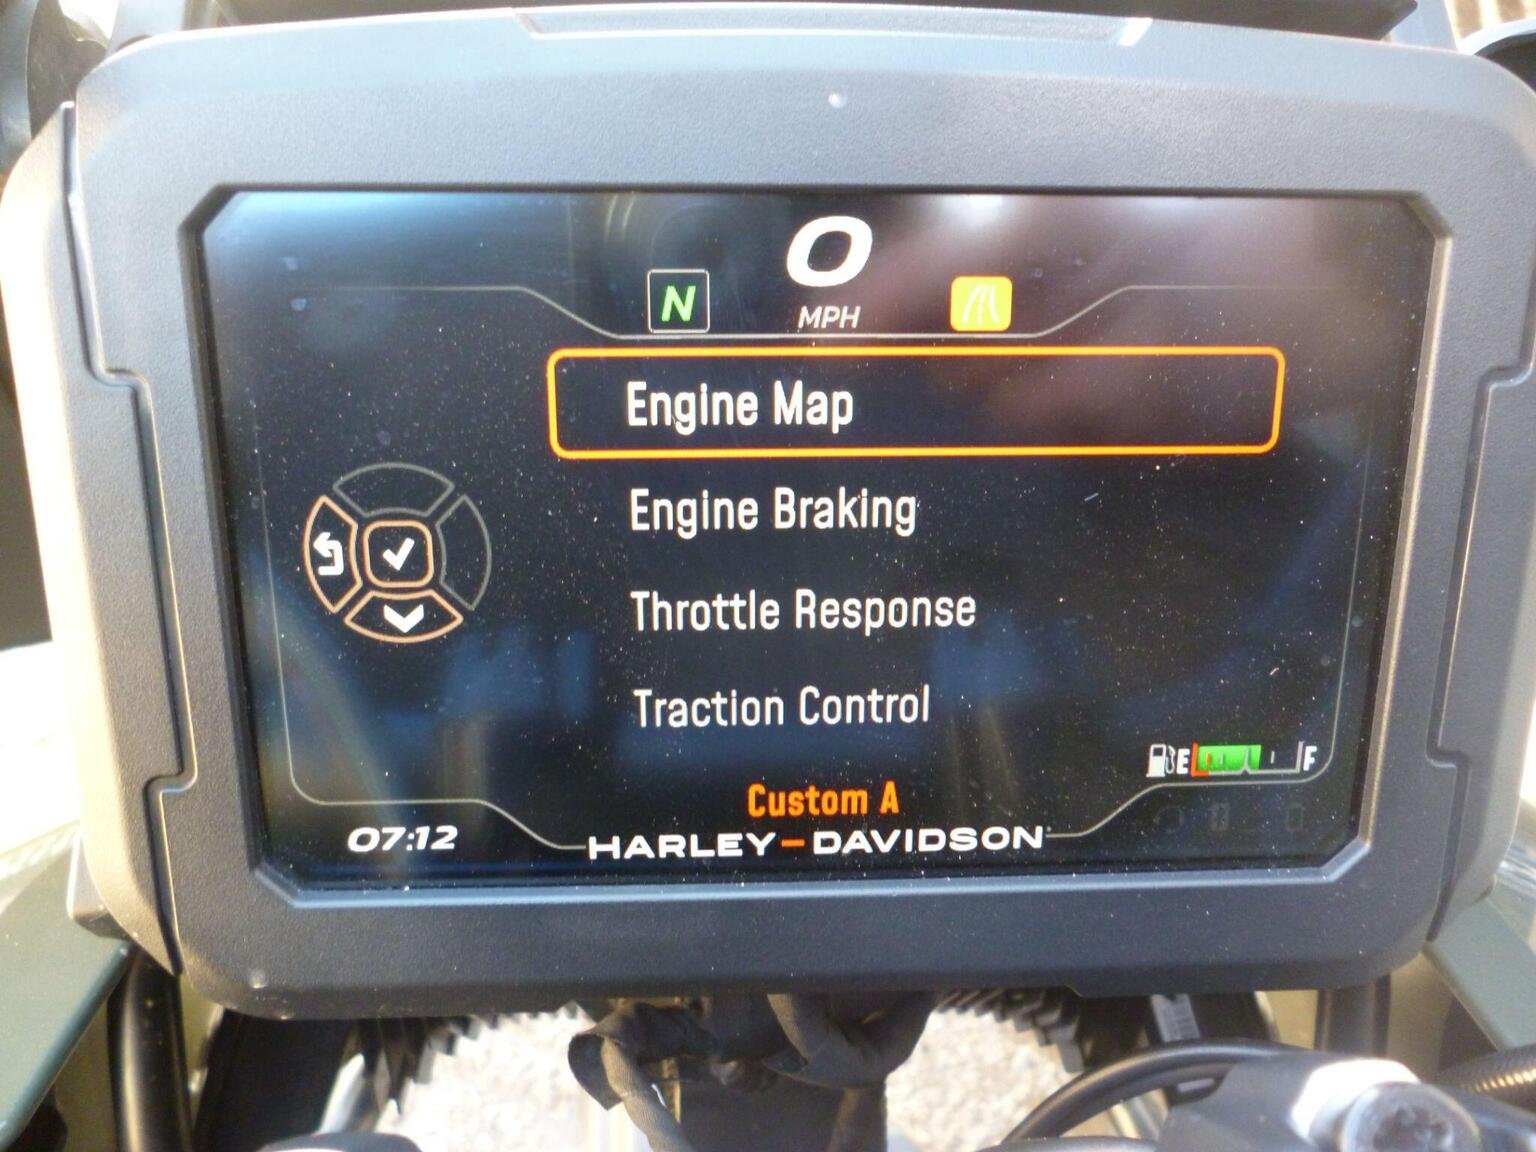 0
N
MPH
Engine Map
Engine Braking
Throttle Response
Traction Control
E F
Custom A
07:12
HARLEY-DAVIDSON